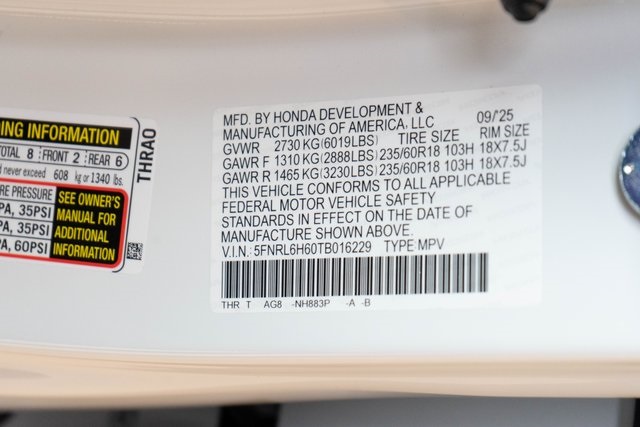 ING INFORMATION
TOTAL 8 FRONT 2 REAR 6
never exceed 608 kg or 1340 lbs.
RE PRESSURE
PA, 35PSI
PA, 35PSI
PA, 60PSI
SEE OWNER'S
MANUAL FOR
ADDITIONAL
INFORMATION
THRA0
MFD. BY HONDA DEVELOPMENT & 09/'25
MANUFACTURING OF AMERICA, LLC
GVWR 2730 KG(6019LBS) TIRE SIZE RIM SIZE
GAWR F 1310 KG(2888LBS) 235/60R18 103H 18X7.5J
GAWR R 1465 KG(3230LBS) 235/60R18 103H 18X7.5J
THIS VEHICLE CONFORMS TO ALL APPLICABLE
FEDERAL MOTOR VEHICLE SAFETY
STANDARDS IN EFFECT ON THE DATE OF
MANUFACTURE SHOWN ABOVE.
V.I.N.: 5FNRL6H60TB016229 TYPE:MPV
THR T AG8 -NH883P -A -B